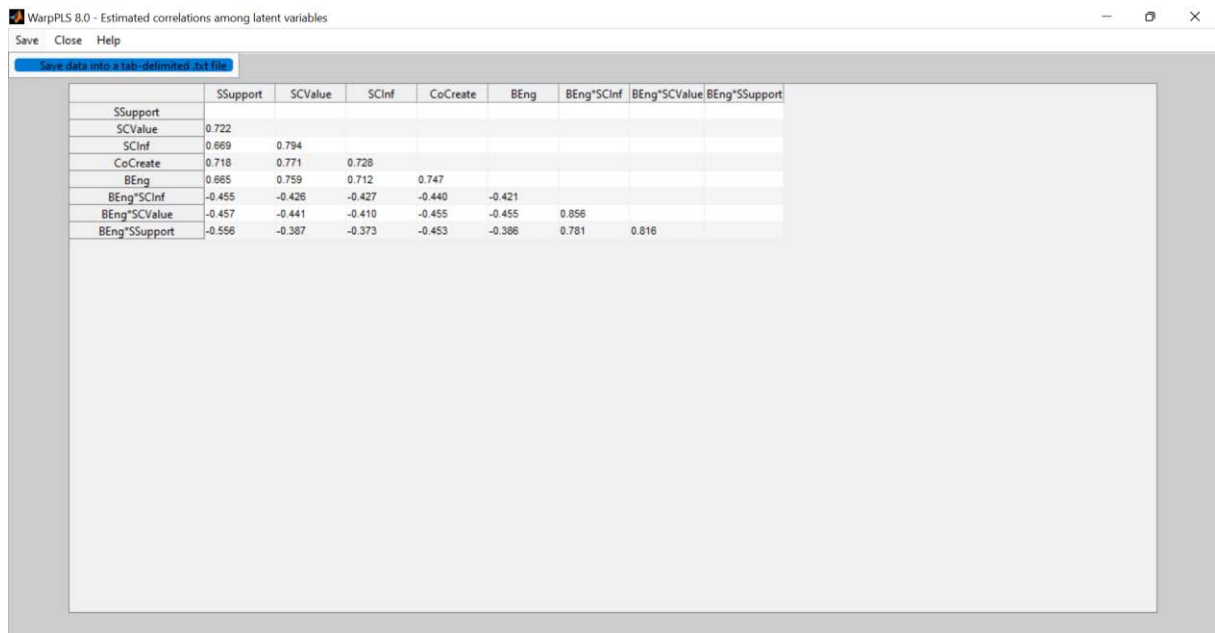 WarpPLS 8.0 - Estimated correlations among latent variables
Save Close Help
Save data into a tab-delimited .txt file
SSupport SCValue SCInf CoCreate BEng BEng*SCInf BEng*SCValue BEng*SSupport
SSupport
SCValue 0.722
SCInf 0.669 0.794
CoCreate 0.718 0.771 0.728
BEng 0.665 0.759 0.712 0.747
BEng*SCInf -0.455 -0.426 -0.427 -0.440 -0.421
BEng*SCValue -0.457 -0.441 -0.410 -0.455 -0.455 0.856
BEng*SSupport -0.556 -0.387 -0.373 -0.453 -0.386 0.781 0.816